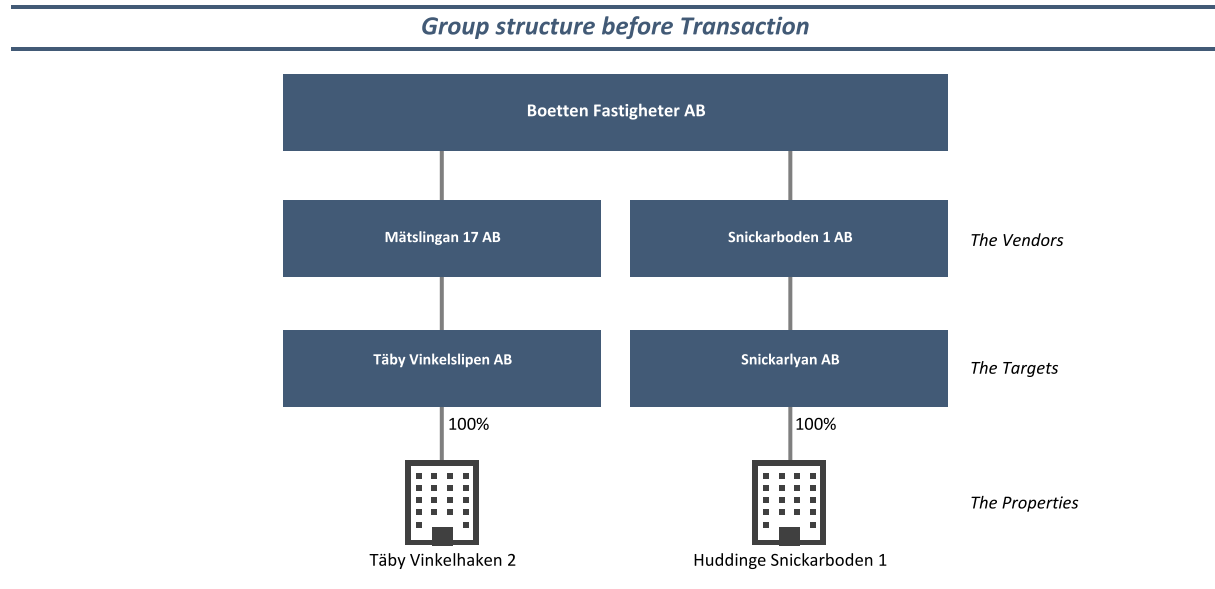 Group structure before Transaction
Boetten Fastigheter AB
Mätslingan 17 AB
Snickarboden 1 AB
The Vendors
Täby Vinkelslipen AB
Snickarlyan AB
The Targets
100%
100%
The Properties
Täby Vinkelhaken 2
Huddinge Snickarboden 1